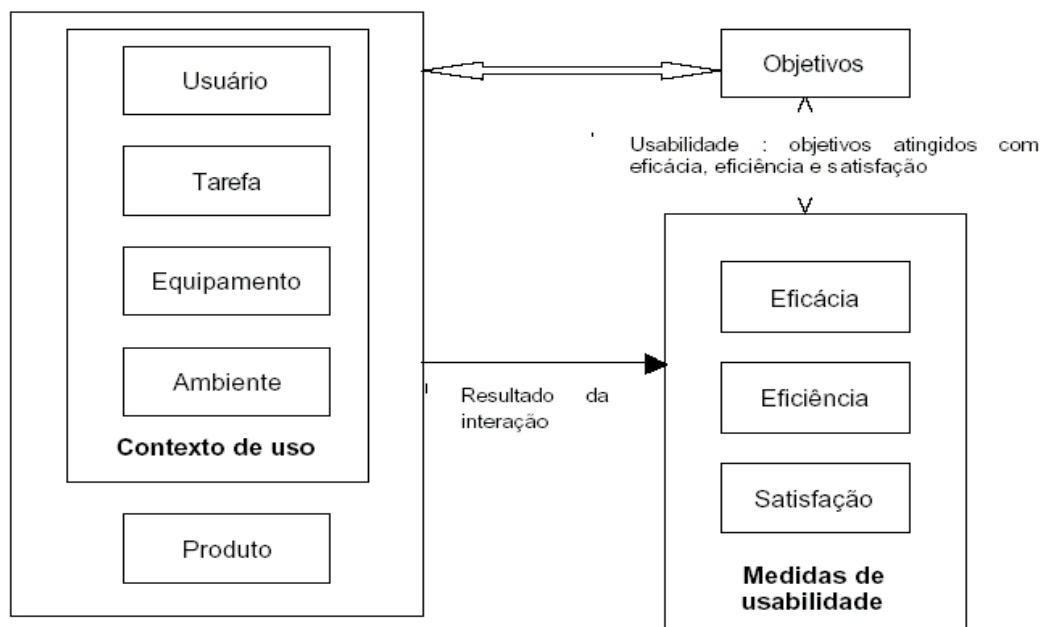 Usuário
Tarefa
Equipamento
Ambiente
Contexto de uso
Produto
Objetivos
Usabilidade : objetivos atingidos com
eficácia, eficiência e satisfação
Resultado da
interação
Eficácia
Eficiência
Satisfação
Medidas de
usabilidade